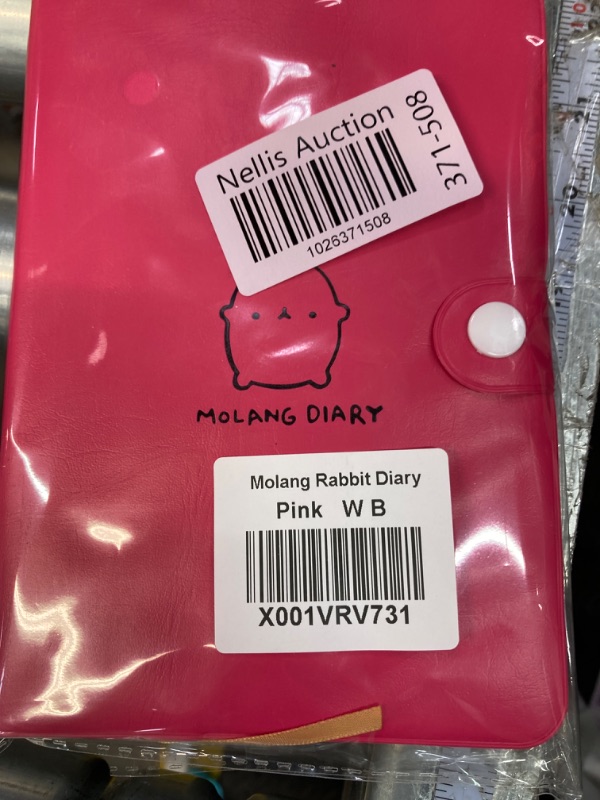 Nellis Auction
371-508
1026371508
MOLANG DIARY
Molang Rabbit Diary
Pink W B
X001VRV731